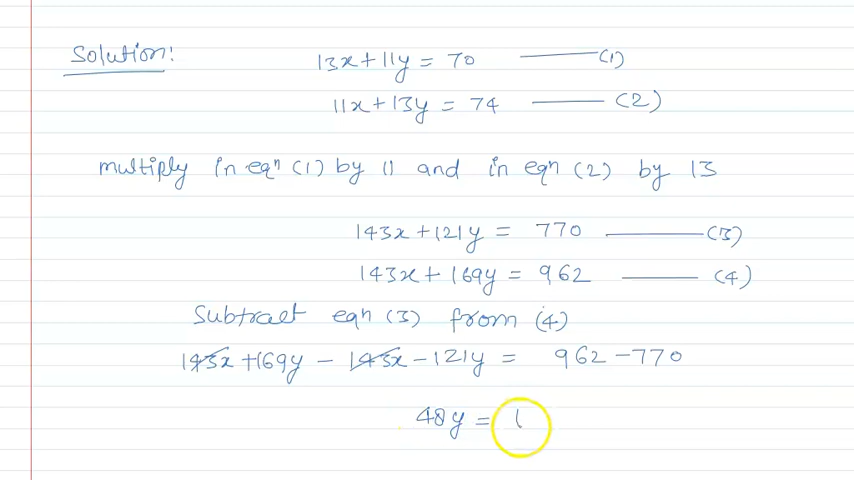 Solution:
13x+11y = 70 ——— (1)
11x+13y = 74 ——— (2)
multiply in eqn (1) by 11 and in eqn (2) by 13
143x+121y = 770 ——— (3)
143x+169y = 962 ——— (4)
Subtract eqn (3) from (4)
143x+169y - 143x -121y = 962 -770
48y = 1